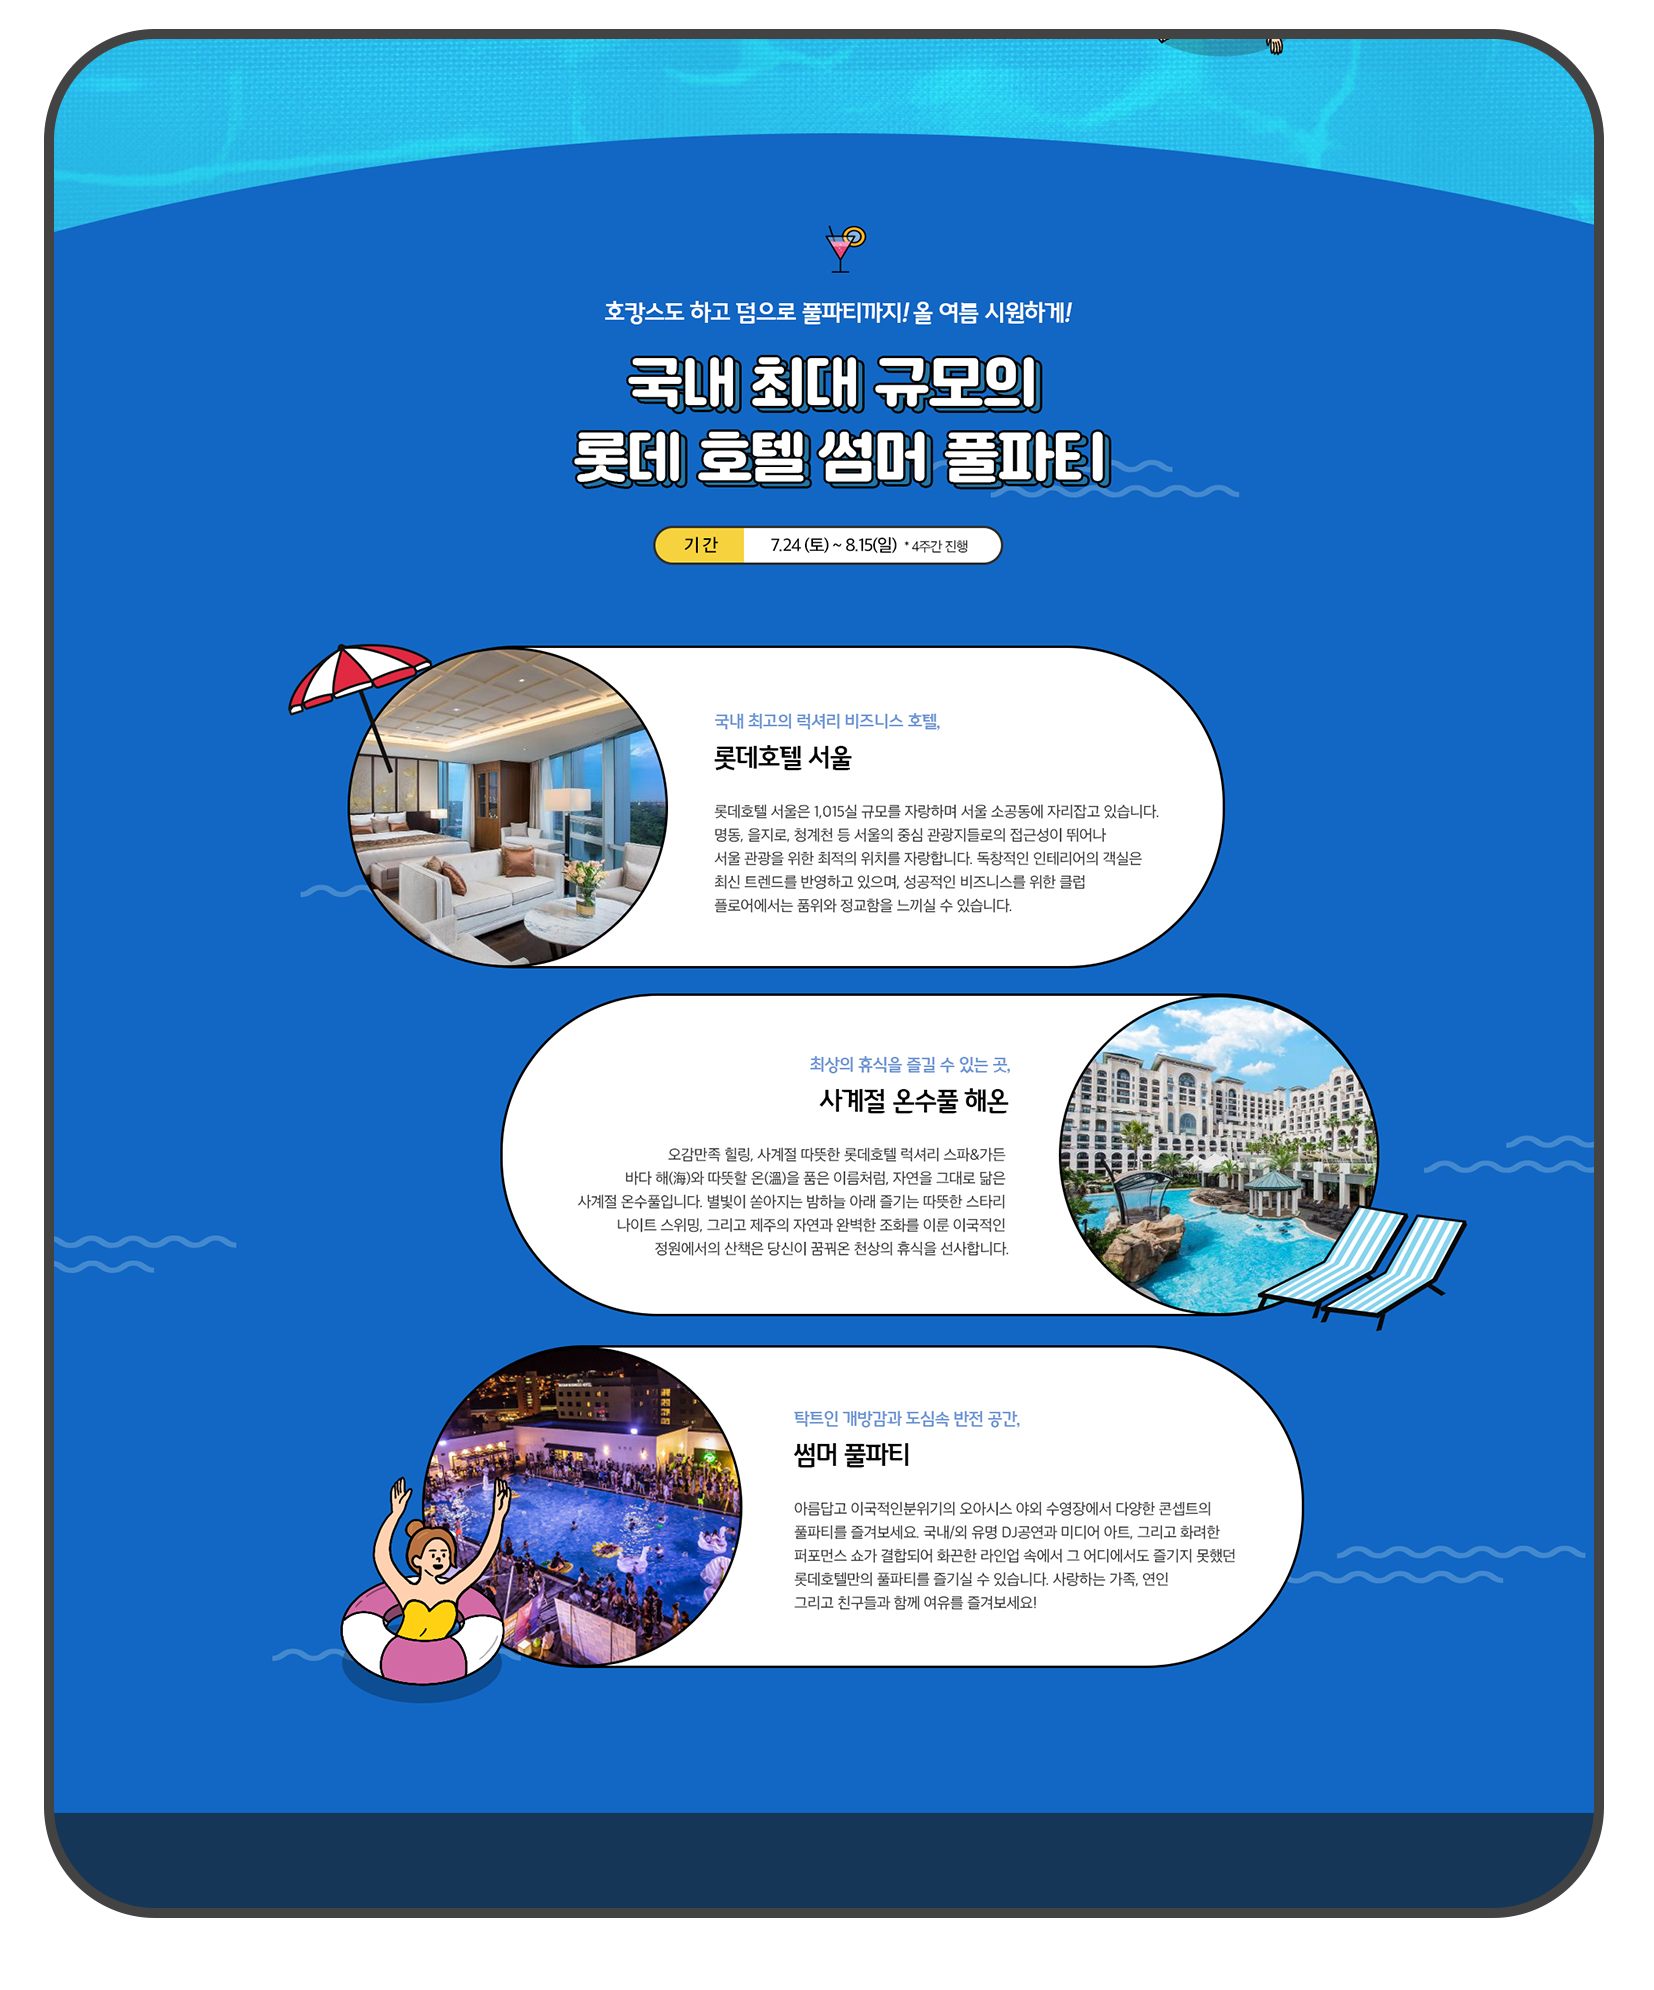 호캉스도 하고 덤으로 풀파티까지! 올 여름 시원하게!
국내 최대 규모의
롯데 호텔 썸머 풀파티
기간 7.24 (토) ~ 8.15(일) * 4주간 진행
국내 최고의 럭셔리 비즈니스 호텔,
롯데호텔 서울
롯데호텔 서울은 1,015실 규모를 자랑하며 서울 소공동에 자리잡고 있습니다.
명동, 을지로, 청계천 등 서울의 중심 관광지들로의 접근성이 뛰어나
서울 관광을 위한 최적의 위치를 자랑합니다. 독창적인 인테리어의 객실은
최신 트렌드를 반영하고 있으며, 성공적인 비즈니스를 위한 클럽
플로어에서는 품위와 정교함을 느끼실 수 있습니다.
최상의 휴식을 즐길 수 있는 곳,
사계절 온수풀 해온
오감만족 힐링, 사계절 따뜻한 롯데호텔 럭셔리 스파&가든
바다 해(海)와 따뜻할 온(溫)을 품은 이름처럼, 자연을 그대로 닮은
사계절 온수풀입니다. 별빛이 쏟아지는 밤하늘 아래 즐기는 따뜻한 스타리
나이트 스위밍, 그리고 제주의 자연과 완벽한 조화를 이룬 이국적인
정원에서의 산책은 당신이 꿈꿔온 천상의 휴식을 선사합니다.
탁트인 개방감과 도심속 반전 공간,
썸머 풀파티
아름답고 이국적인분위기의 오아시스 야외 수영장에서 다양한 콘셉트의
풀파티를 즐겨보세요. 국내/외 유명 DJ공연과 미디어 아트, 그리고 화려한
퍼포먼스 쇼가 결합되어 화끈한 라인업 속에서 그 어디에서도 즐기지 못했던
롯데호텔만의 풀파티를 즐기실 수 있습니다. 사랑하는 가족, 연인
그리고 친구들과 함께 여유를 즐겨보세요!